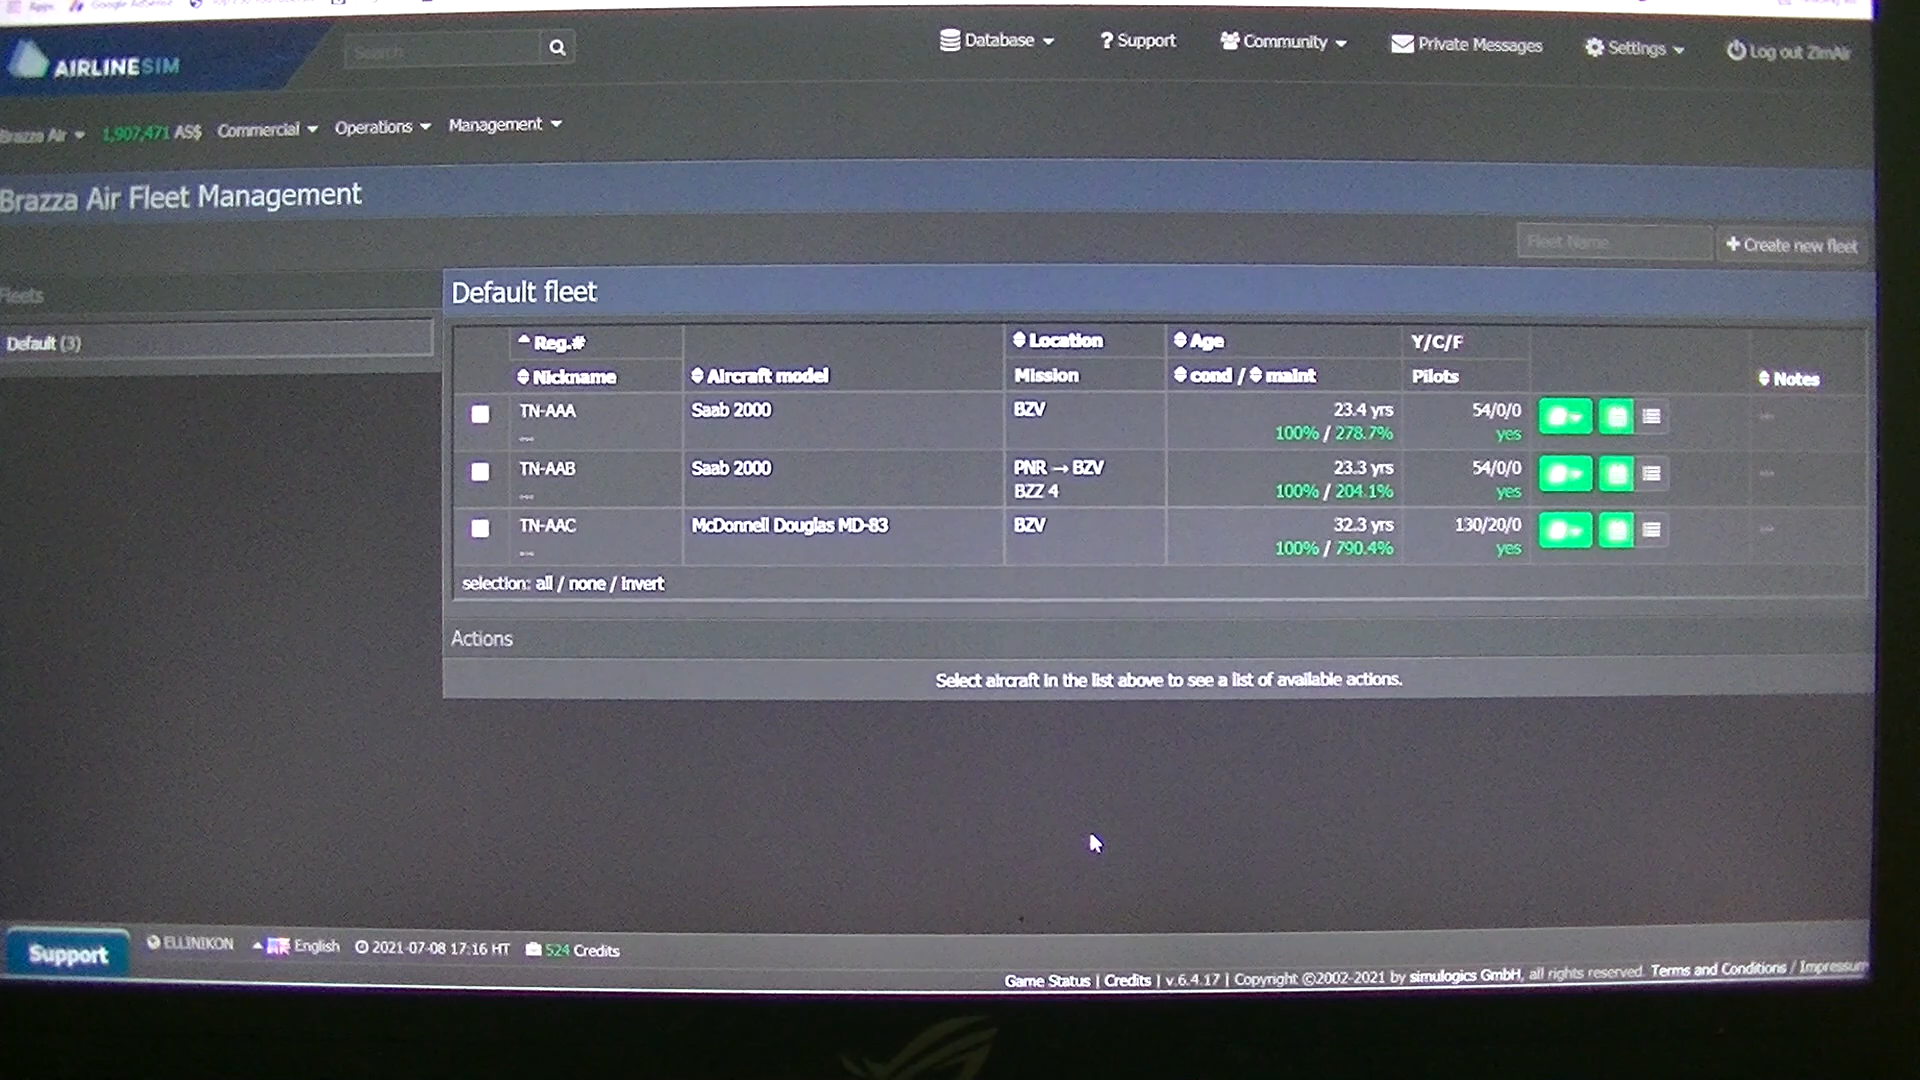 Apps
AIRLINESIM
Search
Database
? Support
Community
Private Messages
Settings
Log out ZimAir
Brazza Air
1,907,471 AS$
Commercial
Operations
Management
Brazza Air Fleet Management
Fleet Name
+ Create new fleet
Fleets
Default (3)
Default fleet
Reg.#
Location
Age
Y/C/F
Nickname
Aircraft model
Mission
cond / maint
Pilots
Notes
TN-AAA
Saab 2000
BZV
23.4 yrs
54/0/0
100% / 278.7%
yes
TN-AAB
Saab 2000
PNR → BZV
23.3 yrs
54/0/0
BZZ 4
100% / 204.1%
yes
TN-AAC
McDonnell Douglas MD-83
BZV
32.3 yrs
130/20/0
100% / 790.4%
yes
selection: all / none / invert
Actions
Select aircraft in the list above to see a list of available actions.
Support
ELLINIKON
English
2021-07-08 17:16 HT
524 Credits
Game Status | Credits | v.6.4.17 | Copyright ©2002-2021 by simulogics GmbH, all rights reserved. Terms and Conditions / Impressum